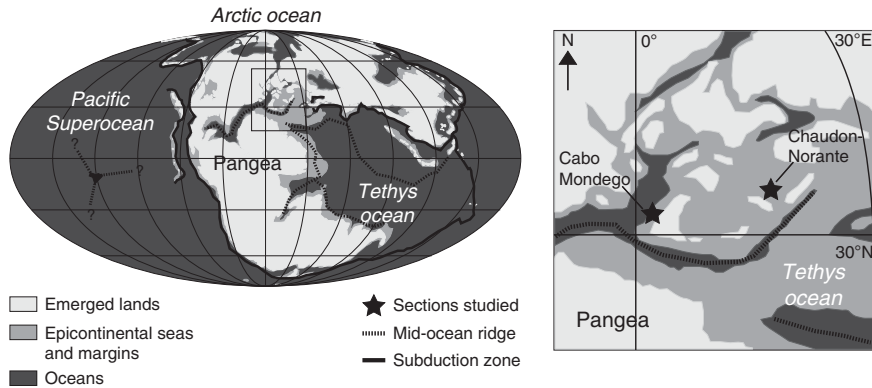 Arctic ocean
Pacific
Superocean
?
?
?
Pangea
Tethys
ocean
Emerged lands
Epicontinental seas
and margins
Oceans
Sections studied
Mid-ocean ridge
Subduction zone
N
0°
30°E
Chaudon-
Norante
Cabo
Mondego
30°N
Tethys
ocean
Pangea